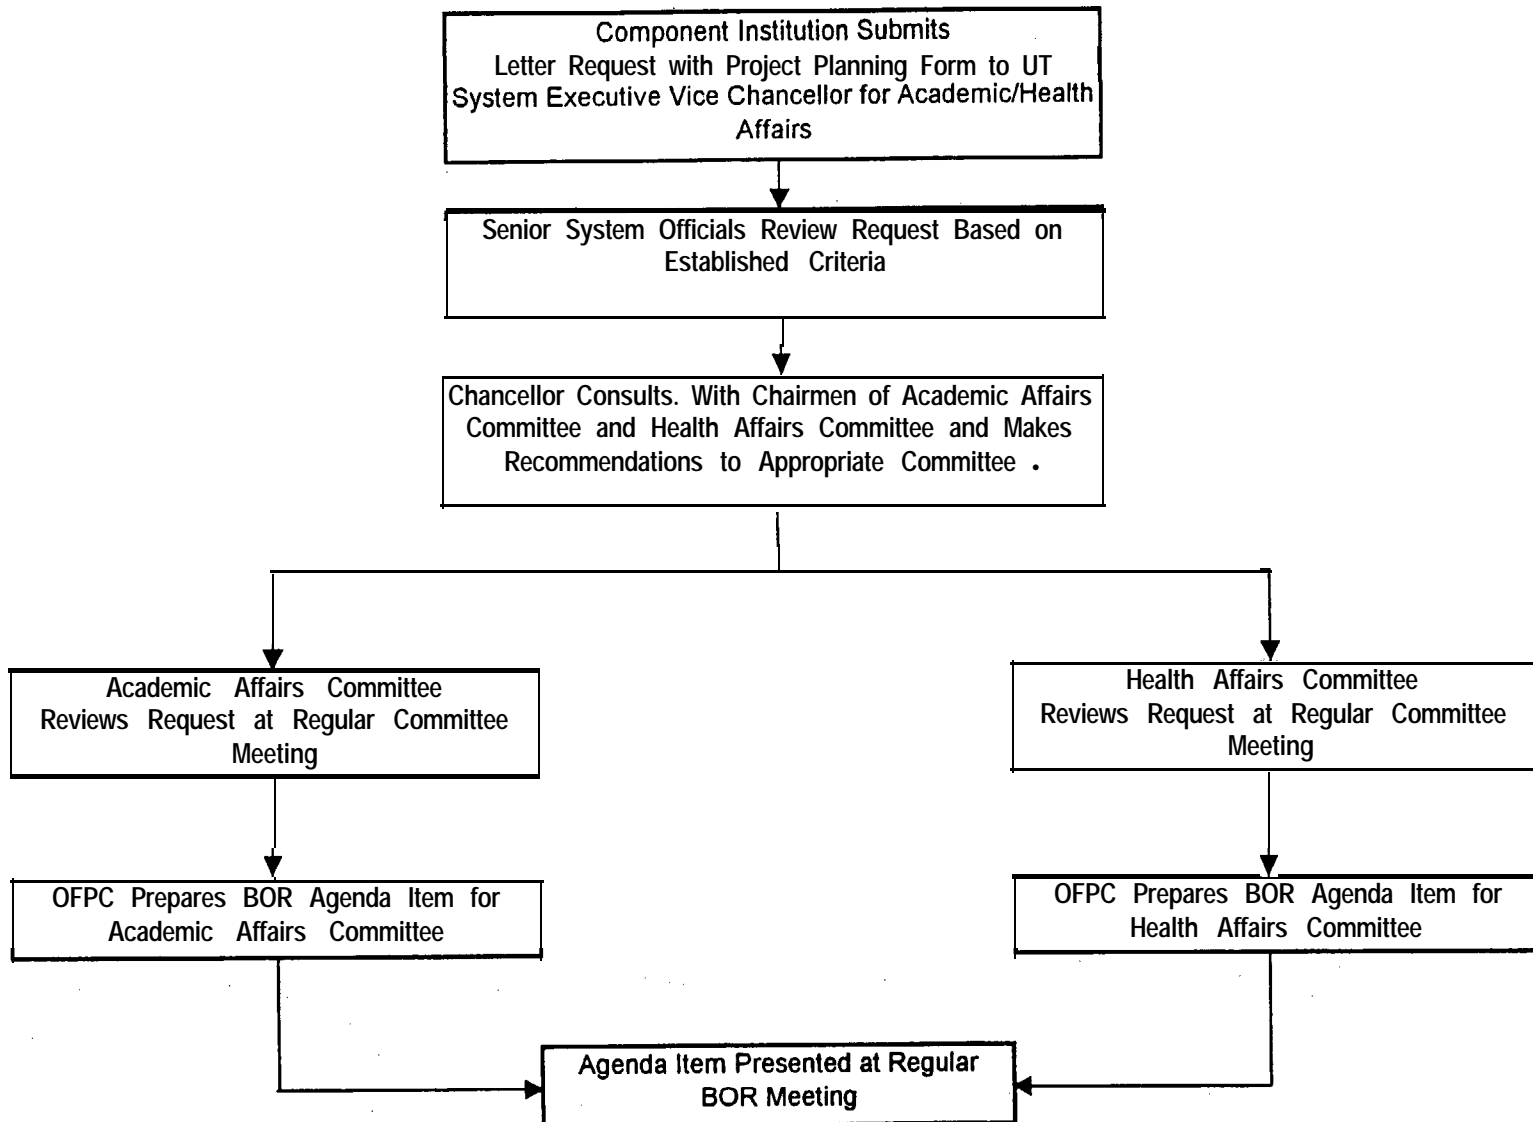 Component Institution Submits
Letter Request with Project Planning Form to UT
System Executive Vice Chancellor for Academic/Health
Affairs
Senior System Officials Review Request Based on
Established Criteria
Chancellor Consults. With Chairmen of Academic Affairs
Committee and Health Affairs Committee and Makes
Recommendations to Appropriate Committee .
Academic Affairs Committee
Reviews Request at Regular Committee
Meeting
Health Affairs Committee
Reviews Request at Regular Committee
Meeting
OFPC Prepares BOR Agenda Item for
Academic Affairs Committee
OFPC Prepares BOR Agenda Item for
Health Affairs Committee
Agenda Item Presented at Regular
BOR Meeting